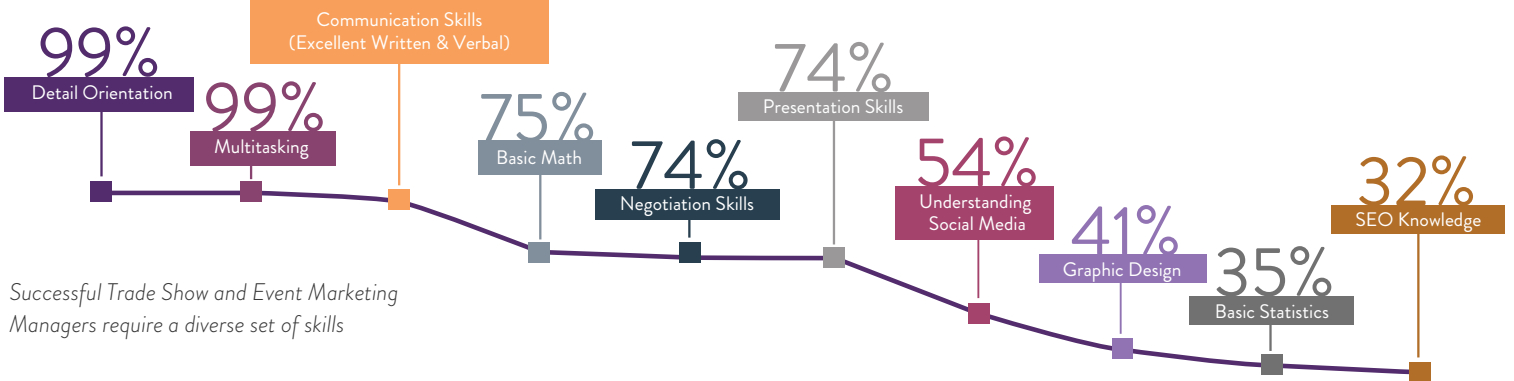 99%
Detail Orientation
99%
Multitasking
Communication Skills
(Excellent Written & Verbal)
75%
Basic Math
74%
Negotiation Skills
74%
Presentation Skills
54%
Understanding
Social Media
41%
Graphic Design
35%
Basic Statistics
32%
SEO Knowledge
Successful Trade Show and Event Marketing
Managers require a diverse set of skills